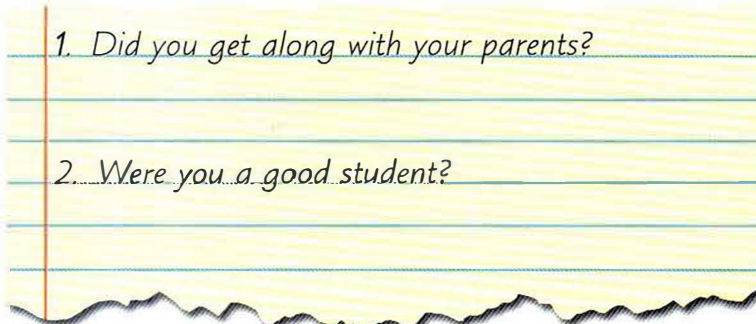 1. Did you get along with your parents?
2. Were you a good student?